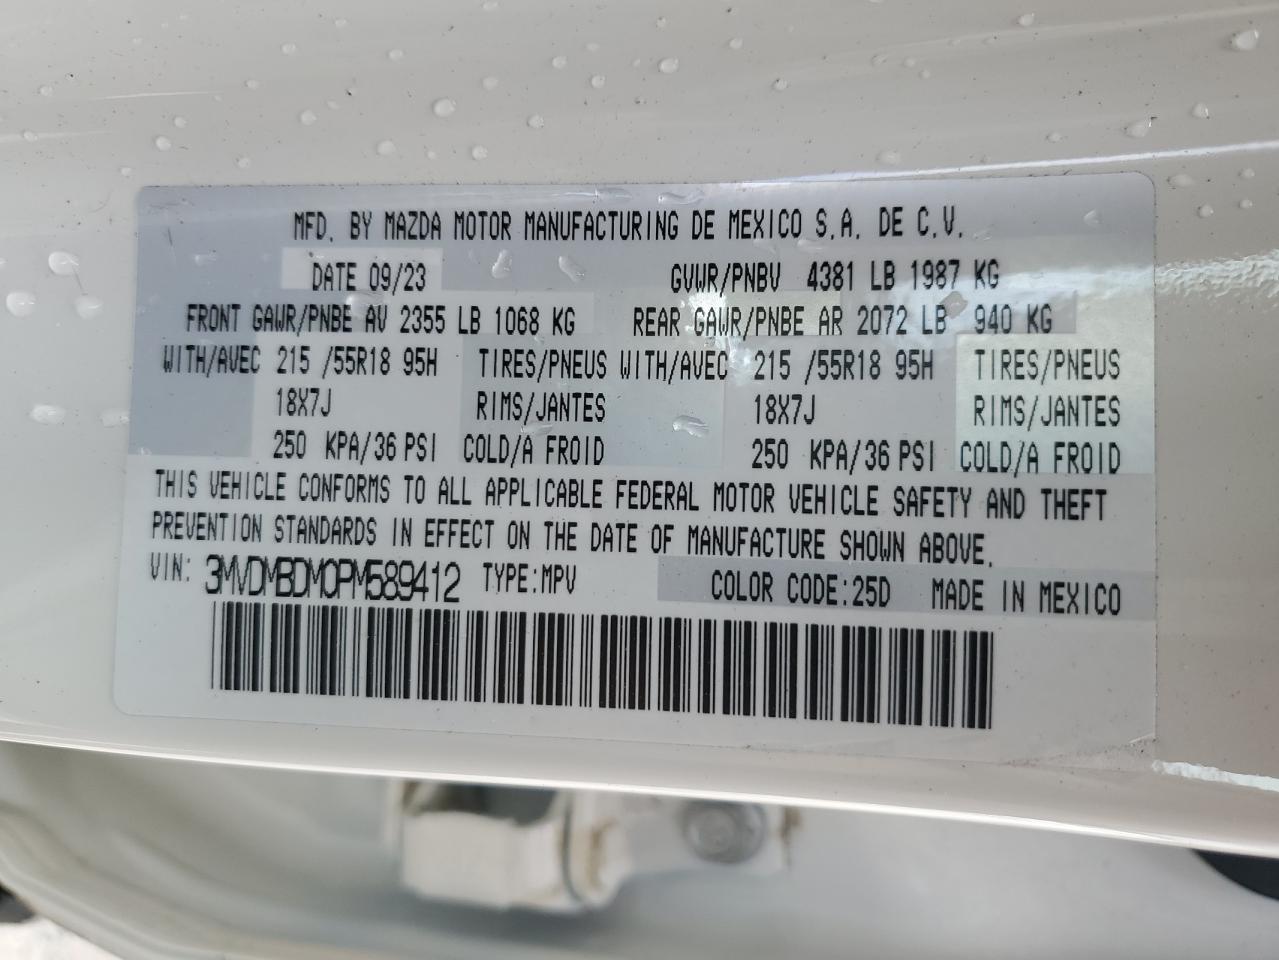 MFD. BY MAZDA MOTOR MANUFACTURING DE MEXICO S.A. DE C.V.
DATE 09/23 GVWR/PNBV 4381 LB 1987 KG
FRONT GAWR/PNBE AV 2355 LB 1068 KG REAR GAWR/PNBE AR 2072 LB 940 KG
WITH/AVEC 215 /55R18 95H TIRES/PNEUS WITH/AVEC 215 /55R18 95H TIRES/PNEUS
18X7J RIMS/JANTES 18X7J RIMS/JANTES
250 KPA/36 PSI COLD/A FROID 250 KPA/36 PSI COLD/A FROID
THIS VEHICLE CONFORMS TO ALL APPLICABLE FEDERAL MOTOR VEHICLE SAFETY AND THEFT
PREVENTION STANDARDS IN EFFECT ON THE DATE OF MANUFACTURE SHOWN ABOVE.
VIN: 3MVDMBDM0PM589412 TYPE:MPV COLOR CODE:25D MADE IN MEXICO